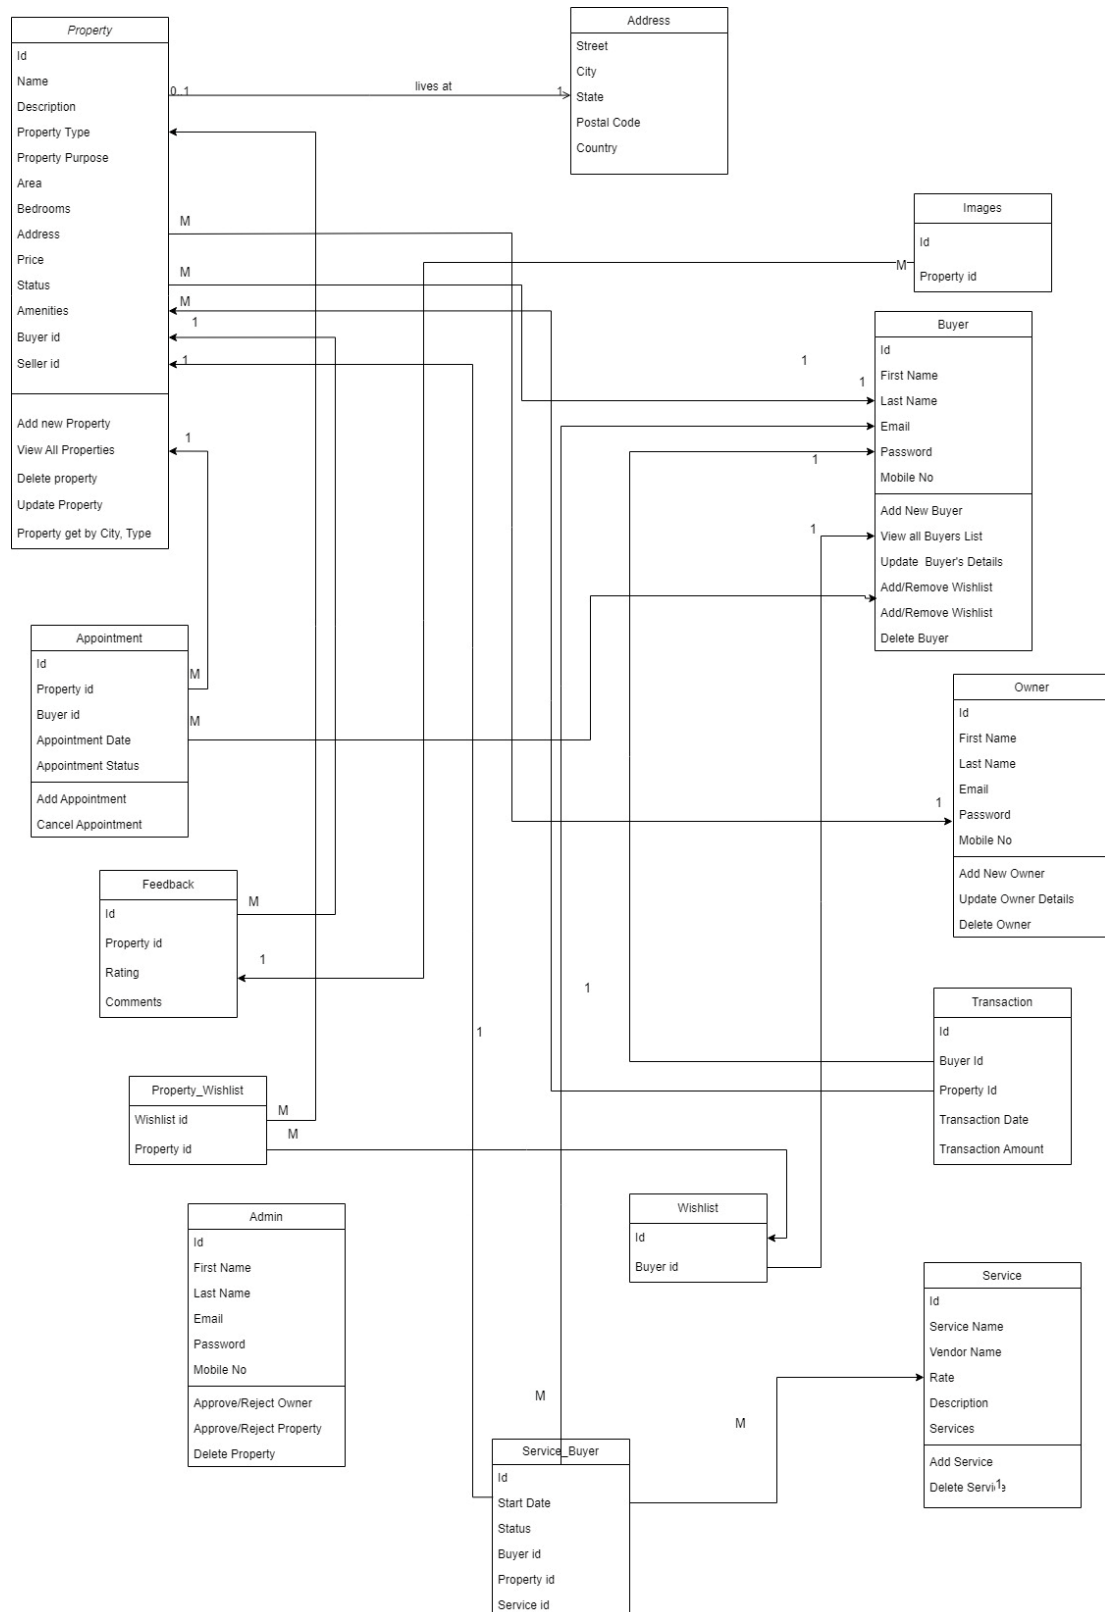 Property
Id
Name
Description
Property Type
Property Purpose
Area
Bedrooms
Address
Price
Status
Amenities
Buyer id
Seller id
Add new Property
View All Properties
Delete property
Update Property
Property get by City, Type
0..1
lives at
1
Address
Street
City
State
Postal Code
Country
M
M
M
1
1
1
Images
Id
Property id
M
Buyer
Id
First Name
Last Name
Email
Password
Mobile No
Add New Buyer
View all Buyers List
Update Buyer's Details
Add/Remove Wishlist
Add/Remove Wishlist
Delete Buyer
1
1
1
1
Appointment
Id
Property id
Buyer id
Appointment Date
Appointment Status
Add Appointment
Cancel Appointment
M
M
Owner
Id
First Name
Last Name
Email
Password
Mobile No
Add New Owner
Update Owner Details
Delete Owner
1
Feedback
Id
Property id
Rating
Comments
M
1
1
1
Transaction
Id
Buyer Id
Property Id
Transaction Date
Transaction Amount
Property_Wishlist
Wishlist id
Property id
M
M
Admin
Id
First Name
Last Name
Email
Password
Mobile No
Approve/Reject Owner
Approve/Reject Property
Delete Property
Wishlist
Id
Buyer id
Service
Id
Service Name
Vendor Name
Rate
Description
Services
Add Service
Delete Service
1
M
M
Service_Buyer
Id
Start Date
Status
Buyer id
Property id
Service id